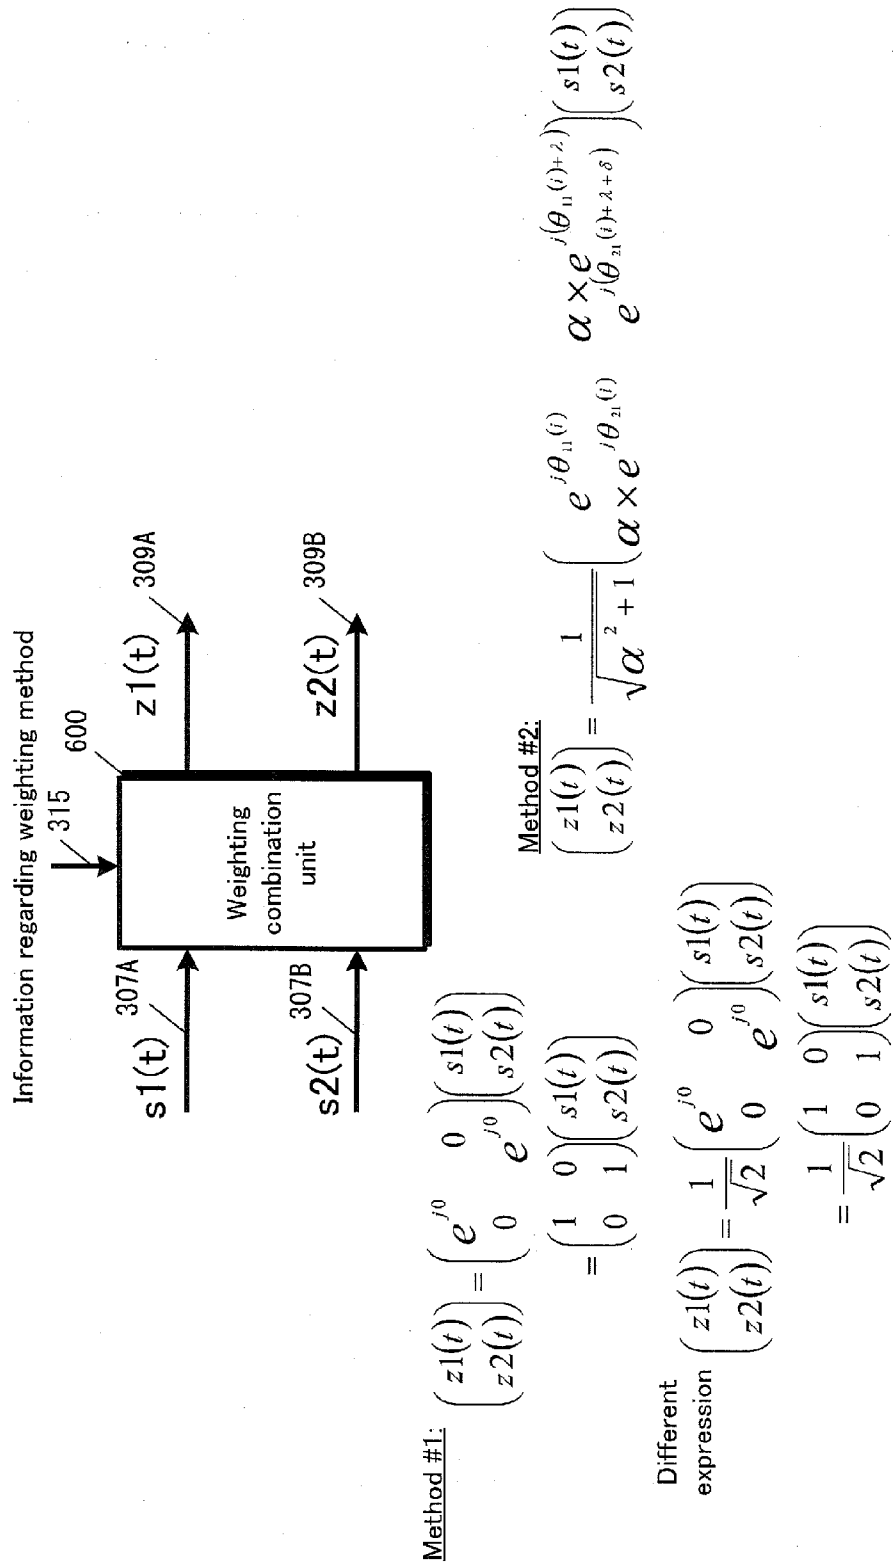 Information regarding weighting method
315
600
307A
s1(t)
z1(t)
309A
Weighting
combination
unit
307B
s2(t)
z2(t)
309B
Method #1:
(z1(t) z2(t)) = (e^{j0} 0 0 e^{j0})(s1(t) s2(t))
= (1 0 0 1)(s1(t) s2(t))
Different
expression
(z1(t) z2(t)) = 1/√2 (e^{j0} 0 0 e^{j0})(s1(t) s2(t))
= 1/√2 (1 0 0 1)(s1(t) s2(t))
Method #2:
(z1(t) z2(t)) = 1/√(α² + 1) (e^{jθ₁₁(i)} α×e^{j(θ₁₁(i)+λ)} α×e^{jθ₂₁(i)} e^{j(θ₂₁(i)+λ+δ)})(s1(t) s2(t))